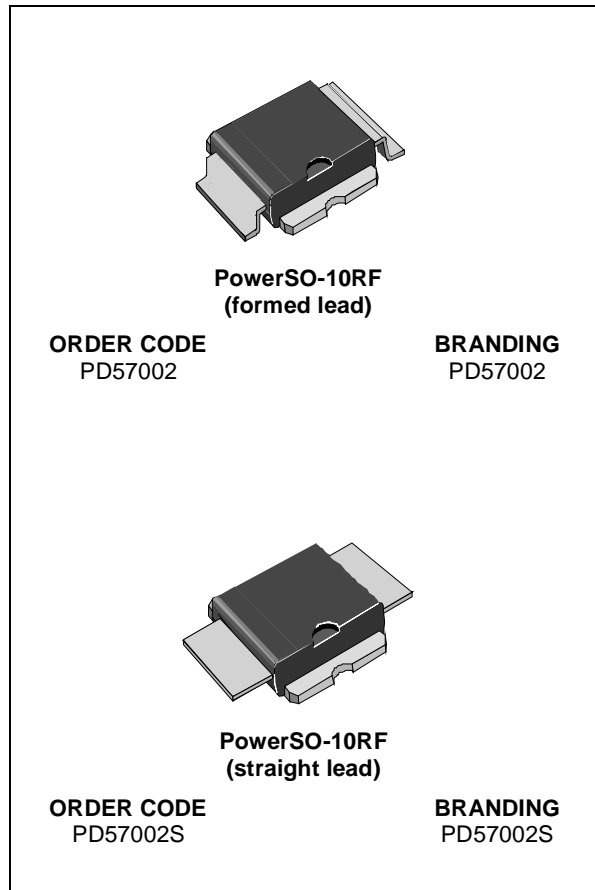 PowerSO-10RF
(formed lead)
ORDER CODE
BRANDING
PD57002
PD57002
PowerSO-10RF
(straight lead)
ORDER CODE
BRANDING
PD57002S
PD57002S